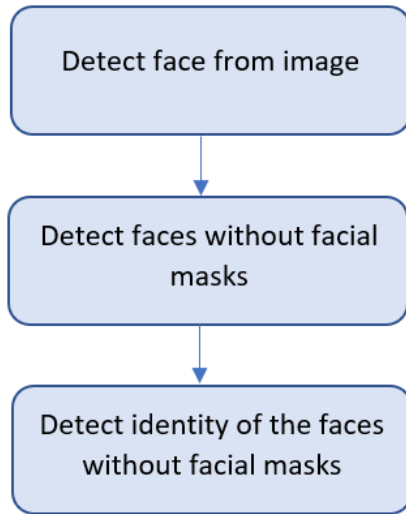 Detect face from image
Detect faces without facial
masks
Detect identity of the faces
without facial masks